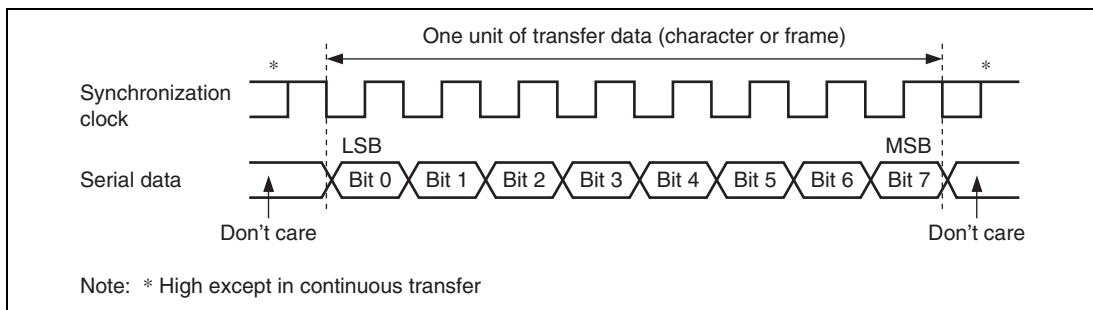 One unit of transfer data (character or frame)
* *
Synchronization
clock
LSB MSB
Serial data Bit 0 Bit 1 Bit 2 Bit 3 Bit 4 Bit 5 Bit 6 Bit 7
Don't care Don't care
Note: * High except in continuous transfer